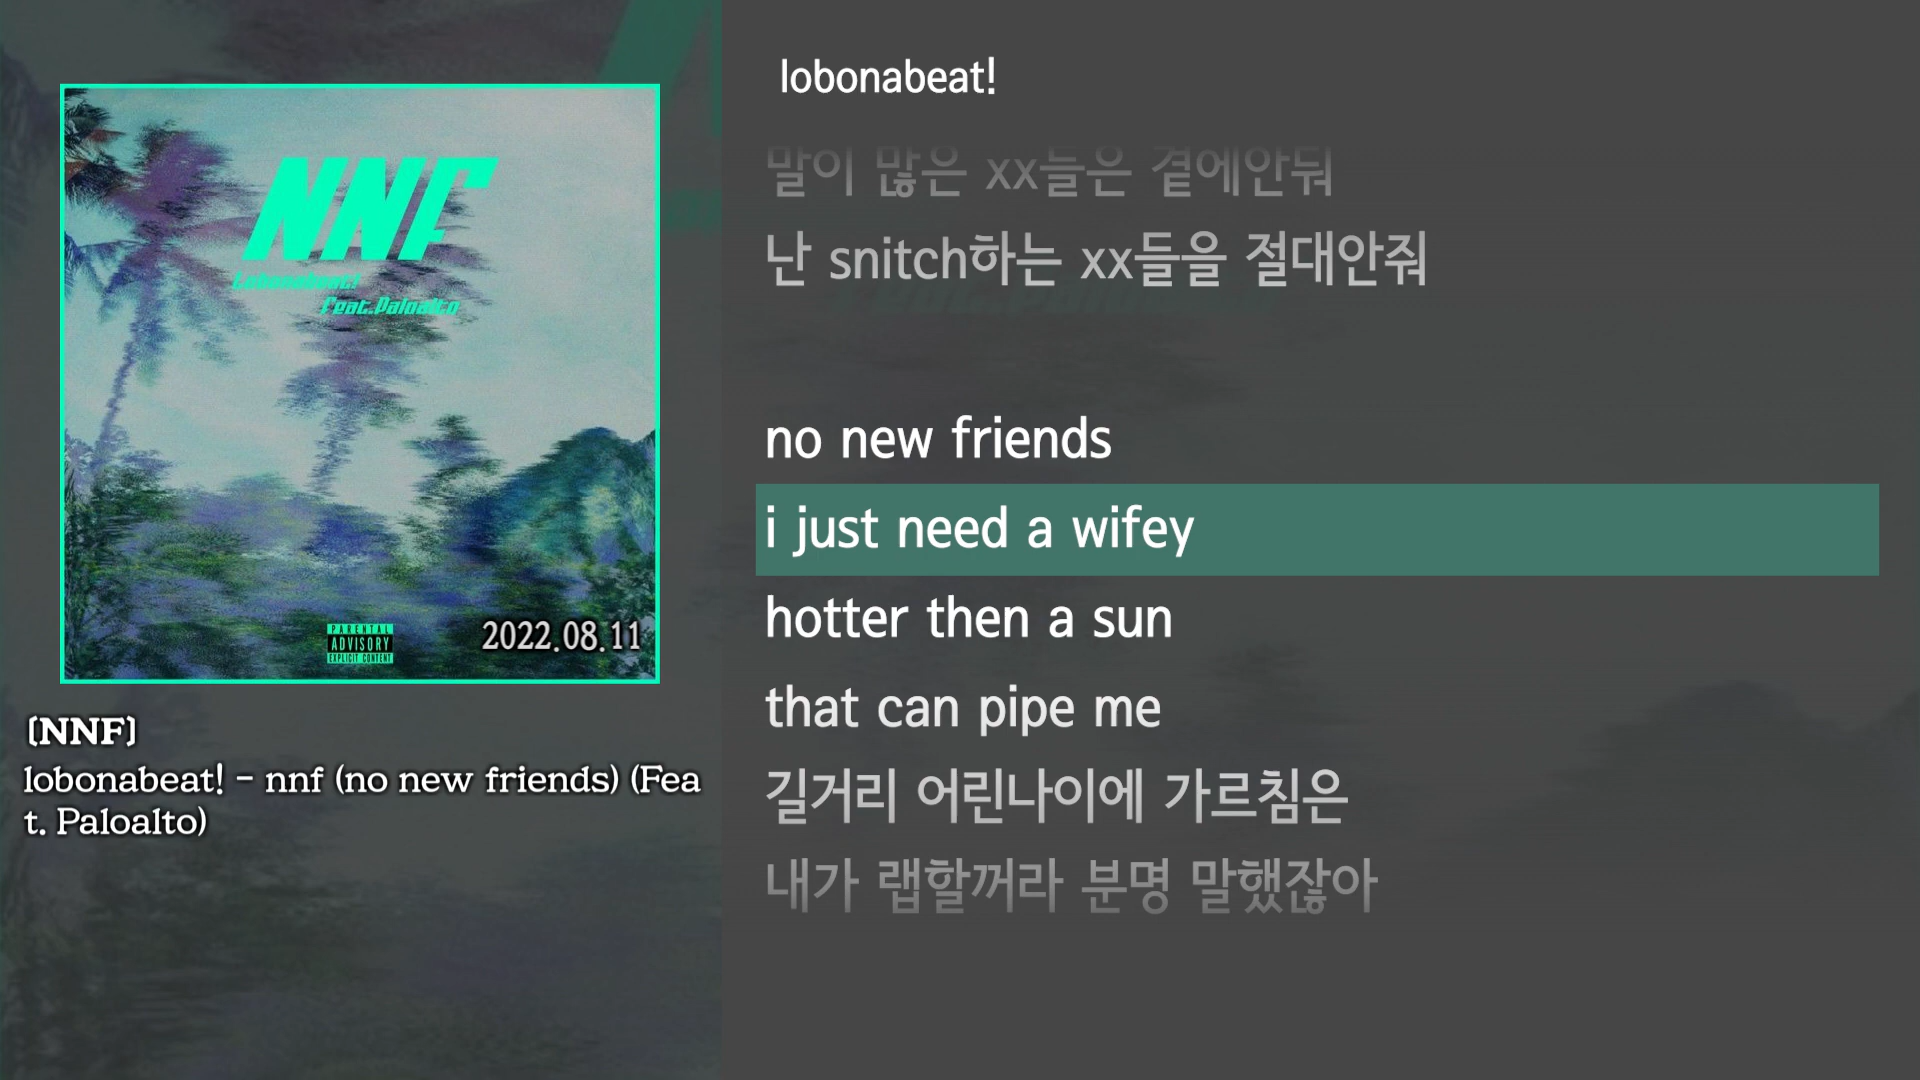 NNF
Lobonabeat!
Feat.Paloalto
PARENTAL
ADVISORY
EXPLICIT CONTENT
2022.08.11
[NNF]
lobonabeat! - nnf (no new friends) (Fea
t. Paloalto)
lobonabeat!
말이 많은 xx들은 곁에안둬
난 snitch하는 xx들을 절대안줘
no new friends
i just need a wifey
hotter then a sun
that can pipe me
길거리 어린나이에 가르침은
내가 랩할꺼라 분명 말했잖아